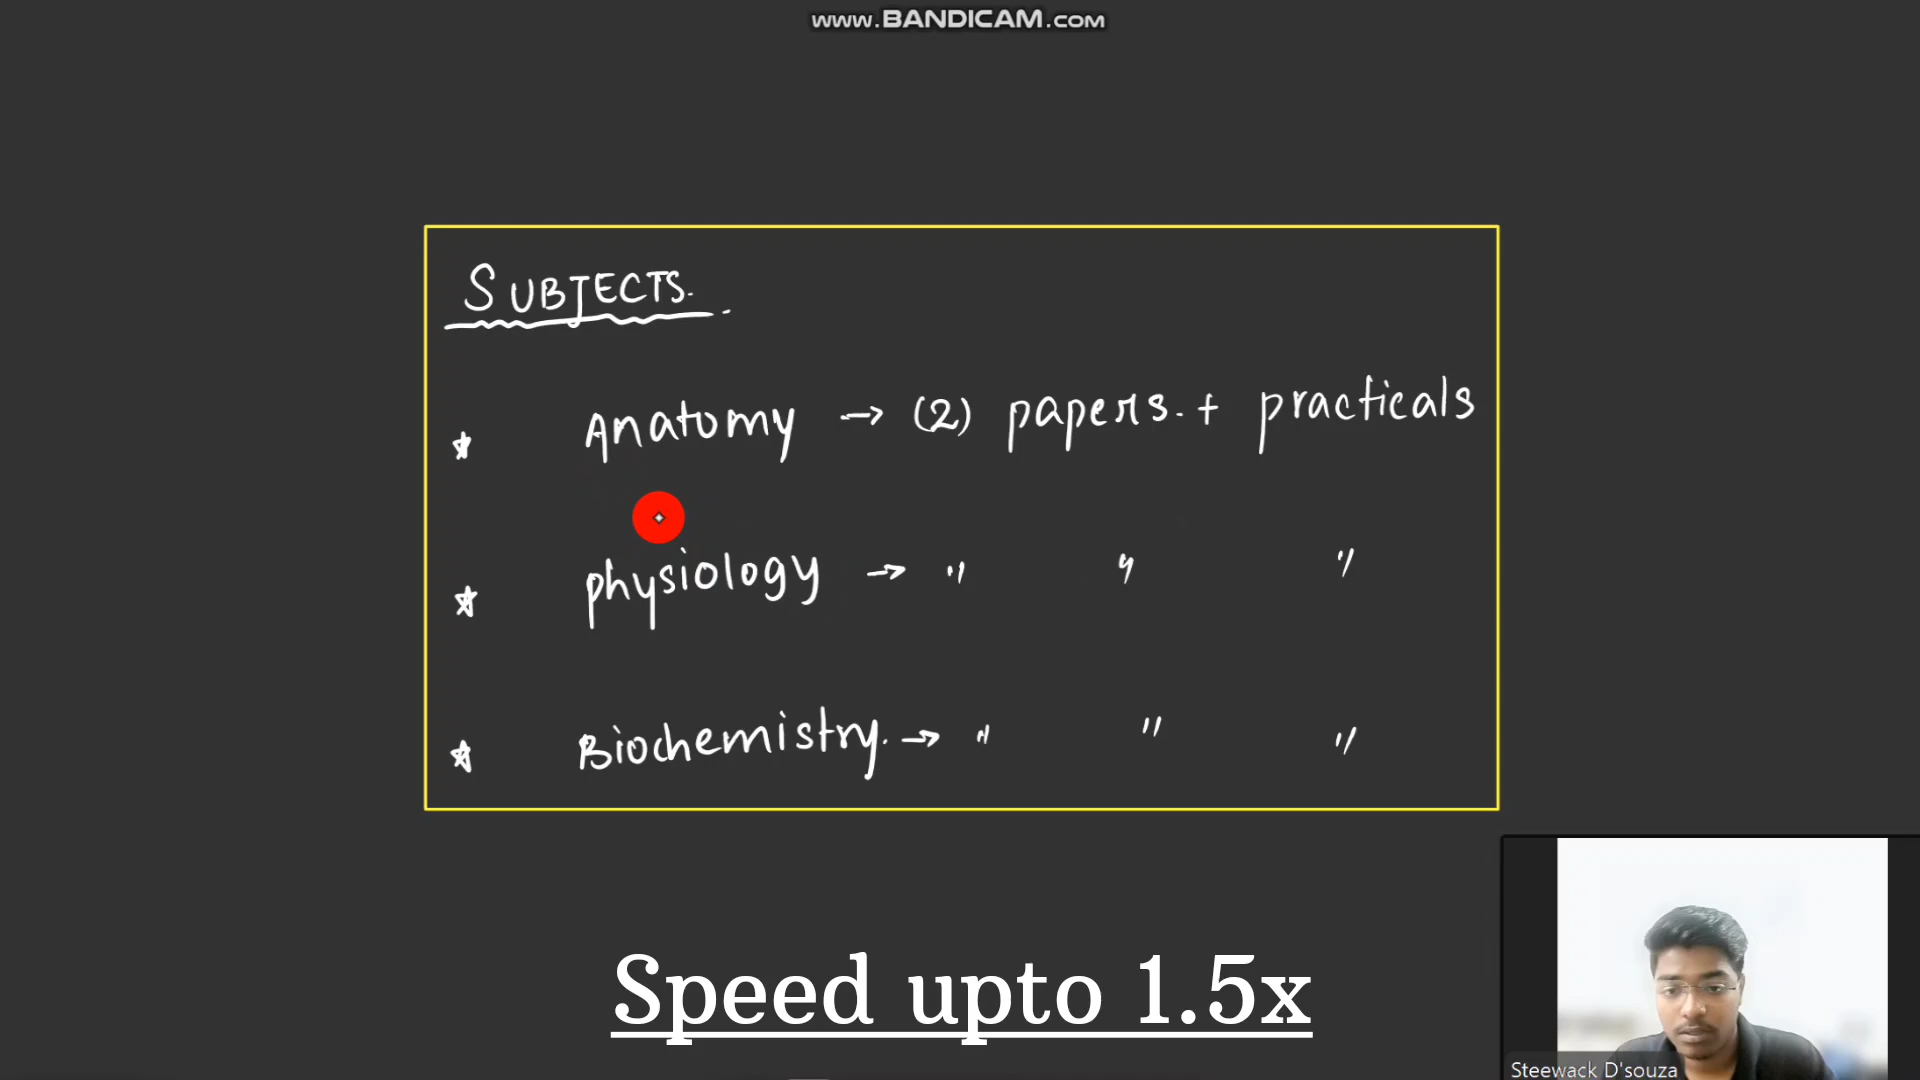 www.BANDICAM.com
SUBJECTS.
Anatomy → (2) papers. + practicals
physiology → " " "
Biochemistry. → " " "
Speed upto 1.5x
Steewack D'souza